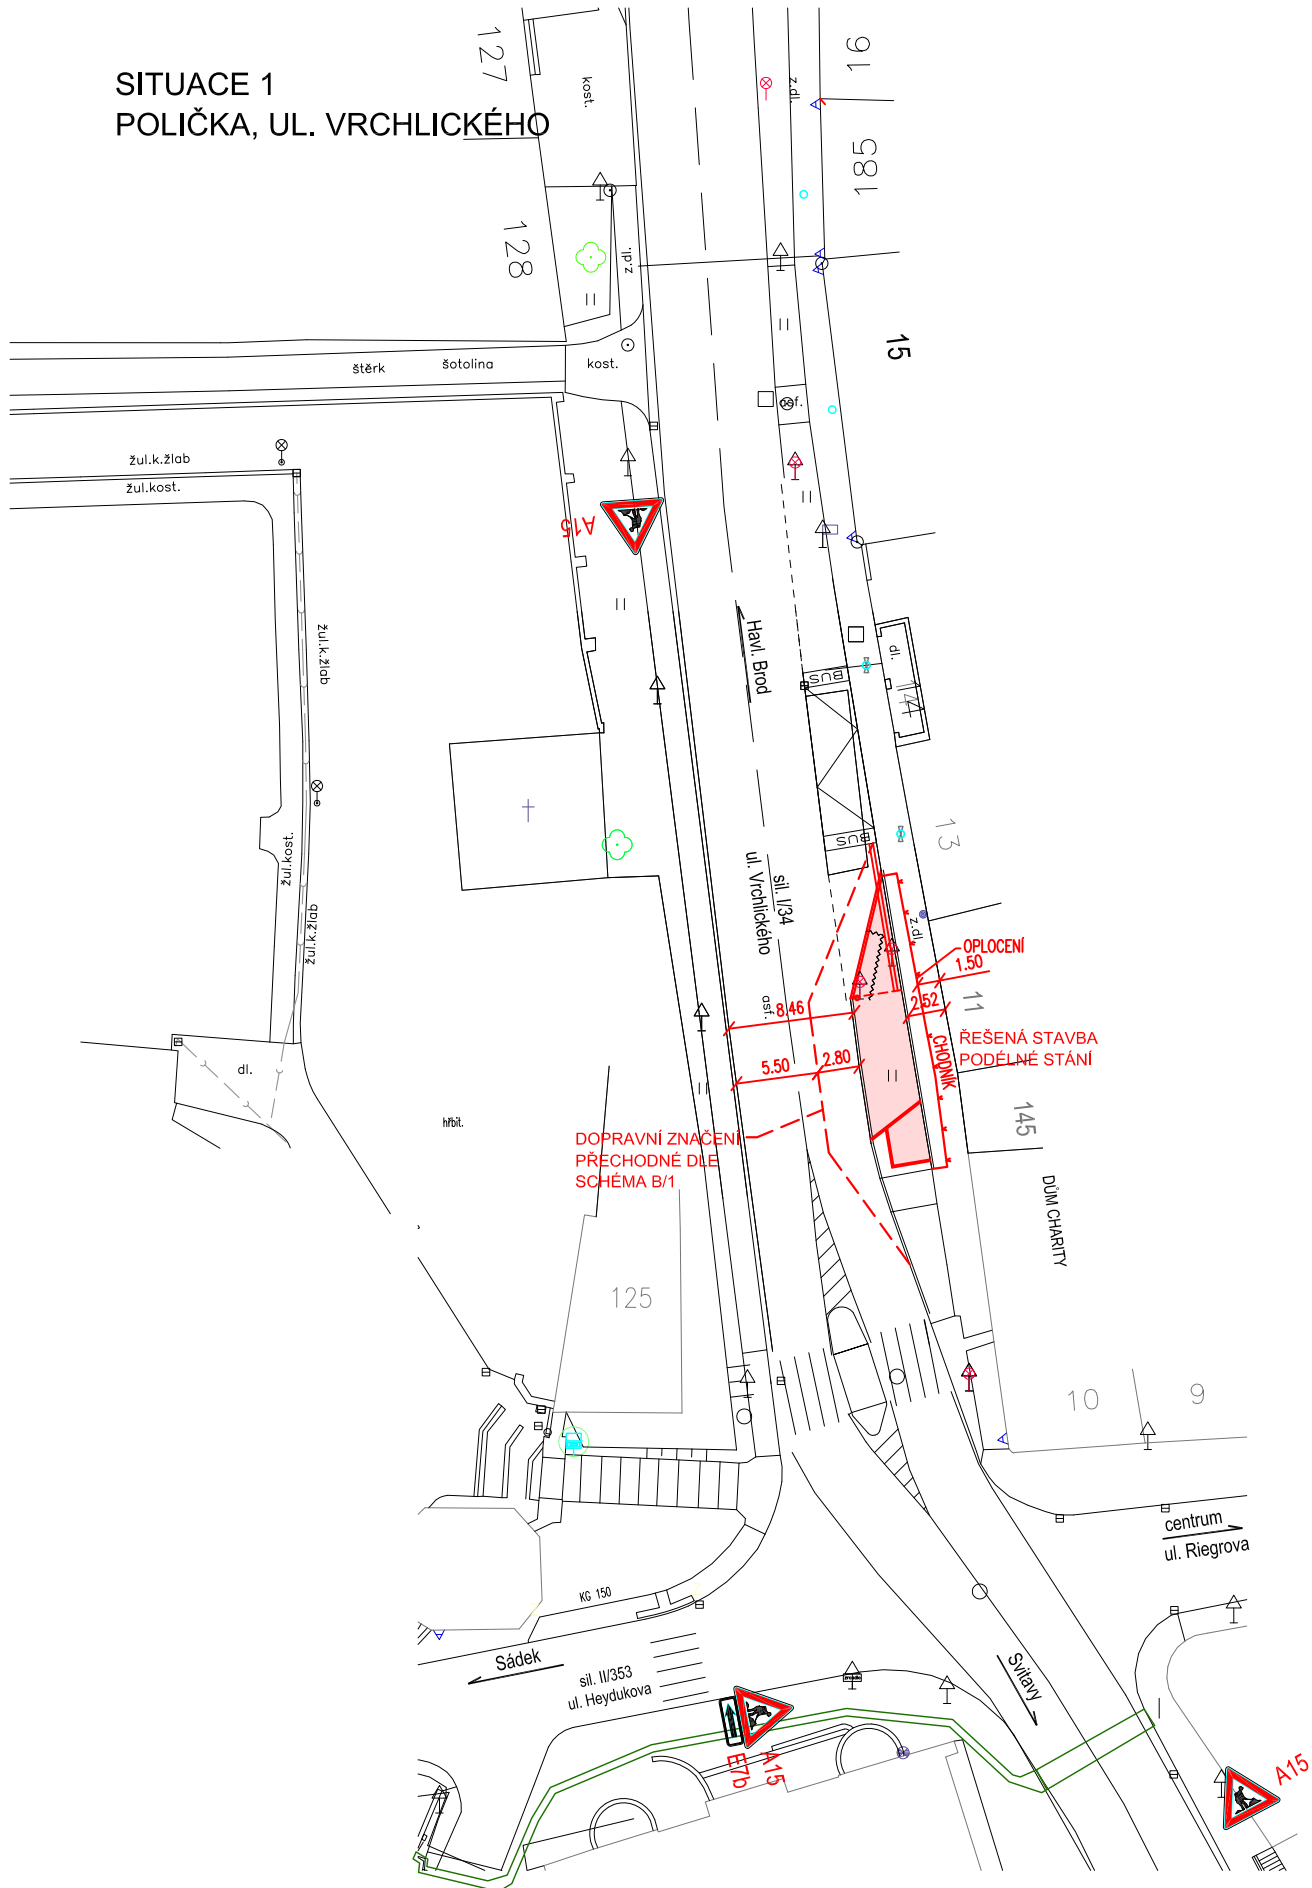 SITUACE 1
POLIČKA, UL. VRCHLICKÉHO
127
kost.
z.dl.
16
185
128
z.dl.
15
štěrk
šotolina
kost.
asf.
žul.k.žlab
žul.kost.
A15
žul.k.žlab
Havl. Brod
dl.
BUS
14
BUS
13
žul.kost.
sil. I/34
ul. Vrchlického
z.dl.
OPLOCENÍ
1.50
žul.k.žlab
asf.
8.46
2.52
11
ŘEŠENÁ STAVBA
PODÉLNÉ STÁNÍ
CHODNÍK
5.50
2.80
dl.
hřbit.
145
DOPRAVNÍ ZNAČENÍ
PŘECHODNÉ DLE
SCHÉMA B/1
DŮM CHARITY
125
10
9
centrum
ul. Riegrova
KG 150
Sádek
sil. II/353
ul. Heydukova
Svitavy
A15
E7b
A15